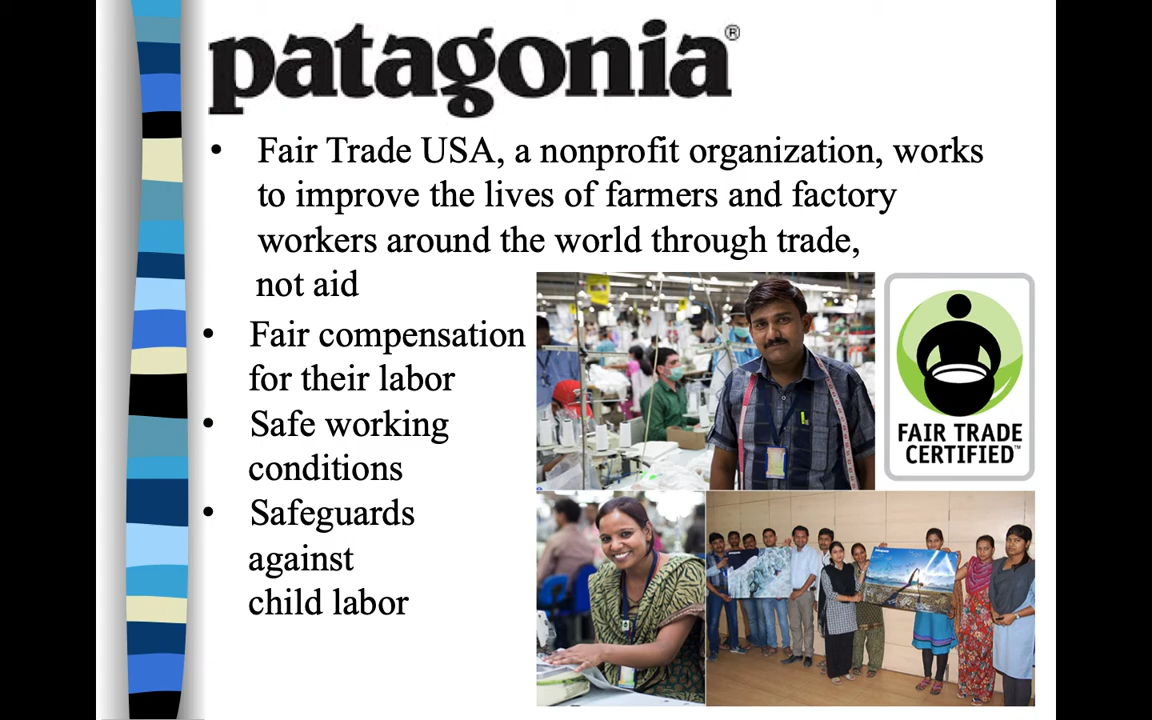 patagonia®
• Fair Trade USA, a nonprofit organization, works
to improve the lives of farmers and factory
workers around the world through trade,
not aid
• Fair compensation
for their labor
• Safe working
conditions
• Safeguards
against
child labor
FAIR TRADE
CERTIFIED™